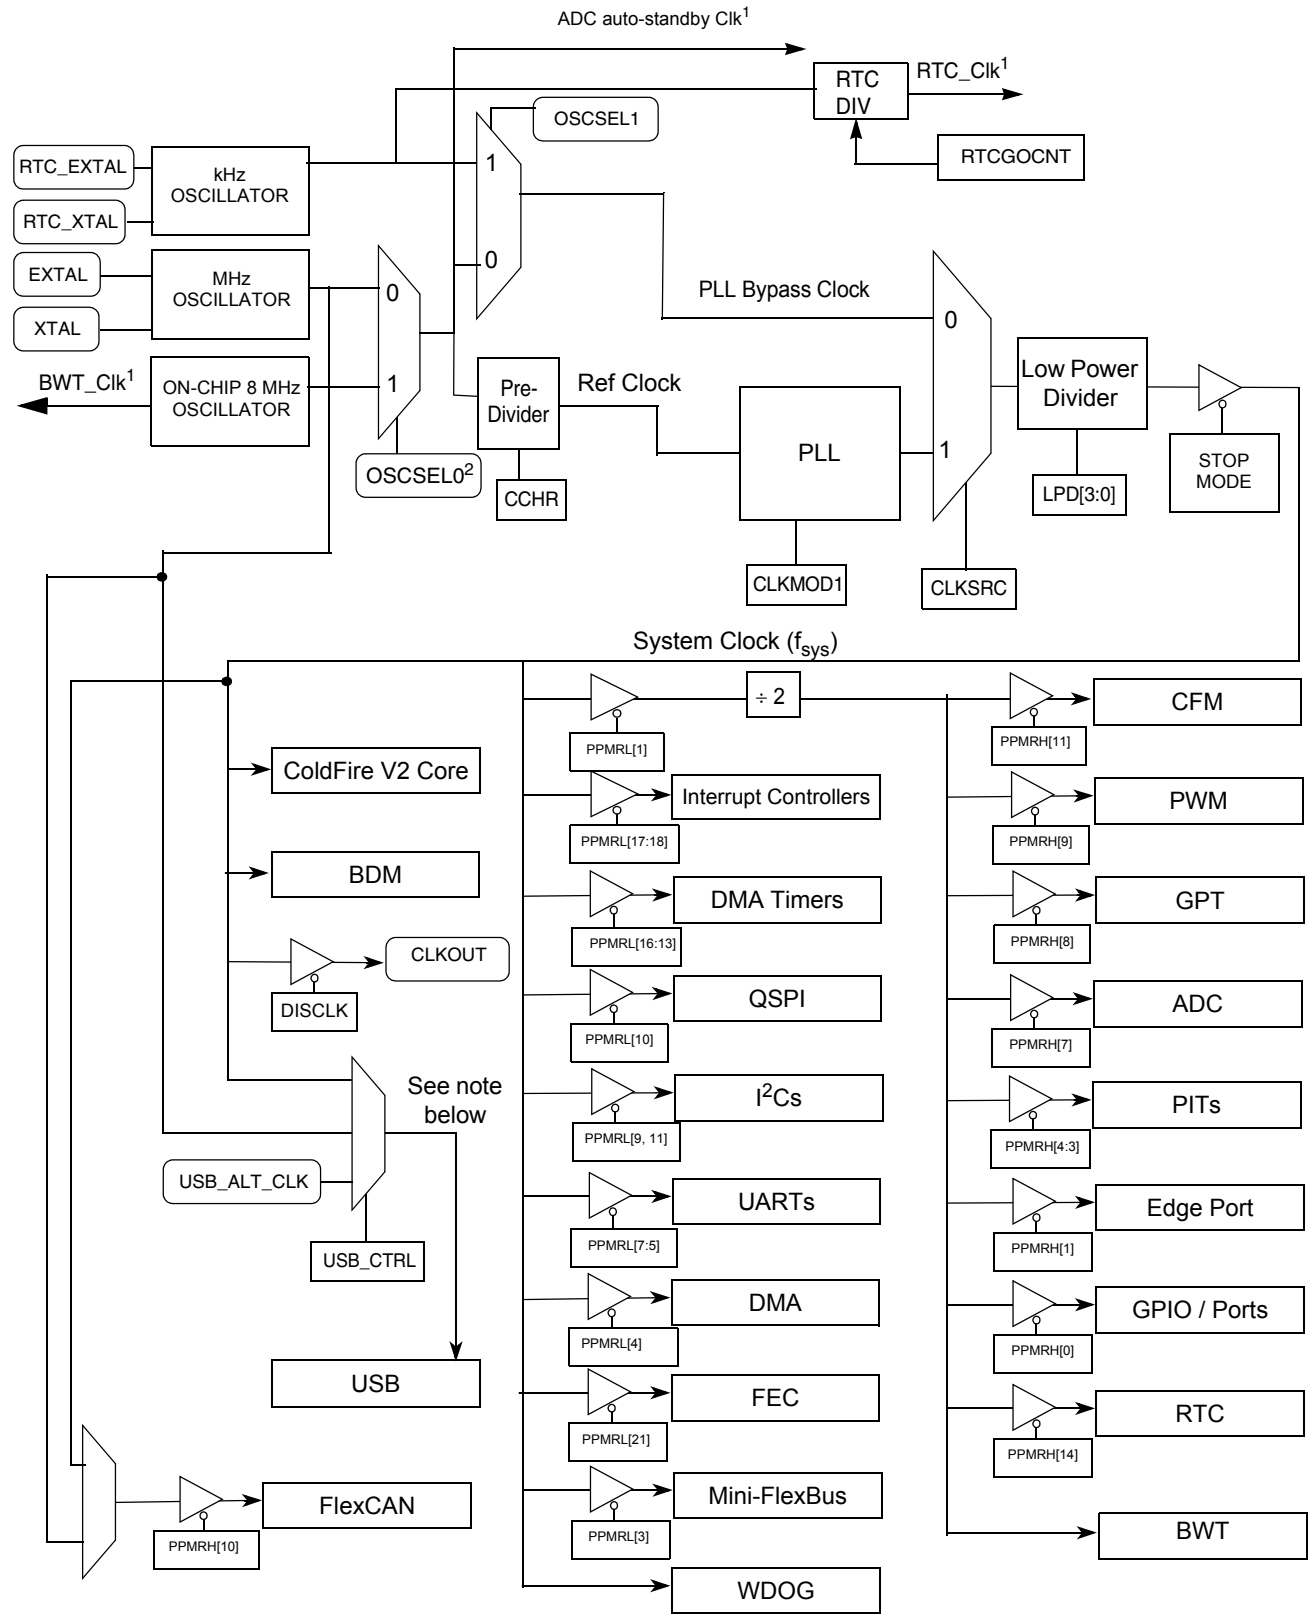 ADC auto-standby Clk1
RTC
DIV
RTC_Clk1
OSCSEL1
RTCGOCNT
RTC_EXTAL
RTC_XTAL
kHz
OSCILLATOR
1
0
EXTAL
XTAL
MHz
OSCILLATOR
0
1
BWT_Clk1
ON-CHIP 8 MHz
OSCILLATOR
OSCSEL02
Pre-
Divider
CCHR
Ref Clock
PLL Bypass Clock
PLL
CLKMOD1
0
1
CLKSRC
Low Power
Divider
LPD[3:0]
STOP
MODE
System Clock (fsys)
ColdFire V2 Core
BDM
CLKOUT
DISCLK
See note
below
USB_ALT_CLK
USB_CTRL
USB
FlexCAN
PPMRH[10]
÷ 2
PPMRL[1]
Interrupt Controllers
PPMRL[17:18]
DMA Timers
PPMRL[16:13]
QSPI
PPMRL[10]
I2Cs
PPMRL[9, 11]
UARTs
PPMRL[7:5]
DMA
PPMRL[4]
FEC
PPMRL[21]
Mini-FlexBus
PPMRL[3]
WDOG
CFM
PPMRH[11]
PWM
PPMRH[9]
GPT
PPMRH[8]
ADC
PPMRH[7]
PITs
PPMRH[4:3]
Edge Port
PPMRH[1]
GPIO / Ports
PPMRH[0]
RTC
PPMRH[14]
BWT